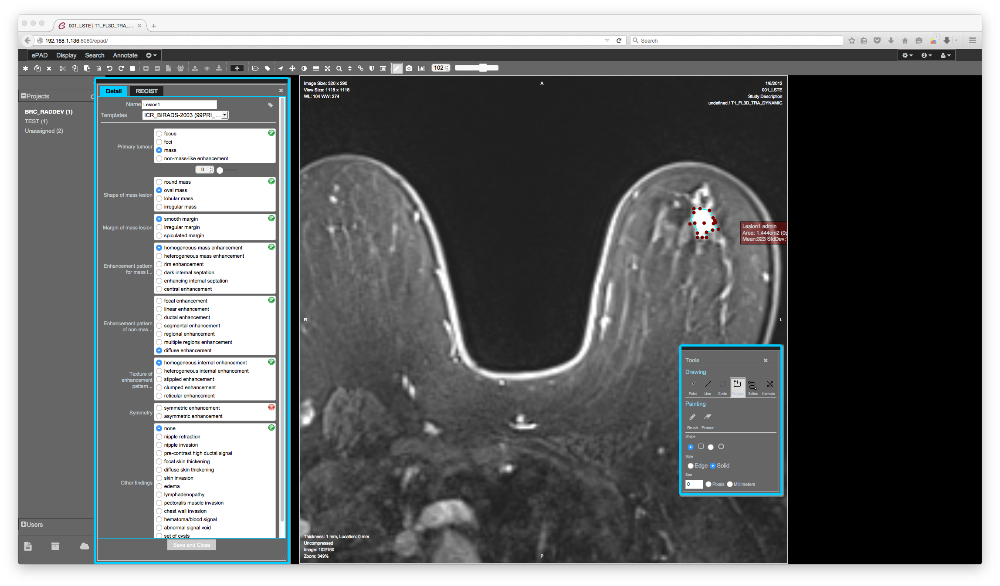 001_LSTE | T1_FL3D_TRA_...
192.168.1.136:8080/epad/
Search
1
ePAD Display Search Annotate
102
Projects
BRC_RADDEV (1)
TEST (1)
Unassigned (2)
Users
Detail RECIST
Name Lesion1
Templates ICR_BIRADS-2003 (99PRI_...
Primary tumour
focus
foci
mass
non-mass-like enhancement
0
Shape of mass lesion
round mass
oval mass
lobular mass
irregular mass
Margin of mass lesion
smooth margin
irregular margin
spiculated margin
Enhancement pattern
for mass l...
homogeneous mass enhancement
heterogeneous mass enhancement
rim enhancement
dark internal septation
enhancing internal septation
central enhancement
Enhancement pattern
of non-mas...
focal enhancement
linear enhancement
ductal enhancement
segmental enhancement
regional enhancement
multiple regions enhancement
diffuse enhancement
Texture of
enhancement
pattern...
homogeneous internal enhancement
heterogeneous internal enhancement
stippled enhancement
clumped enhancement
reticular enhancement
Symmetry
symmetric enhancement
asymmetric enhancement
Other findings
none
nipple retraction
nipple invasion
pre-contrast high ductal signal
focal skin thickening
diffuse skin thickening
skin invasion
edema
lymphadenopathy
pectoralis muscle invasion
chest wall invasion
hematoma/blood signal
abnormal signal void
set of cysts
Save and Close
Image Size: 320 x 290
View Size: 1118 x 1118
WL: 104 WW: 274
A
1/6/2012
001_LSTE
Study Description
undefined / T1_FL3D_TRA_DYNAMIC
Lesion1 admin
Area: 1.444cm2 (0p
Mean:323 StdDev:
R
L
Thickness: 1 mm, Location: 0 mm
Uncompressed
Image: 102/160
Zoom: 349%
P
Tools
Drawing
Point Line Circle Polygon Spline Normals
Painting
Brush Eraser
Shape
Style
Edge Solid
Size
0 Pixels Millimeters